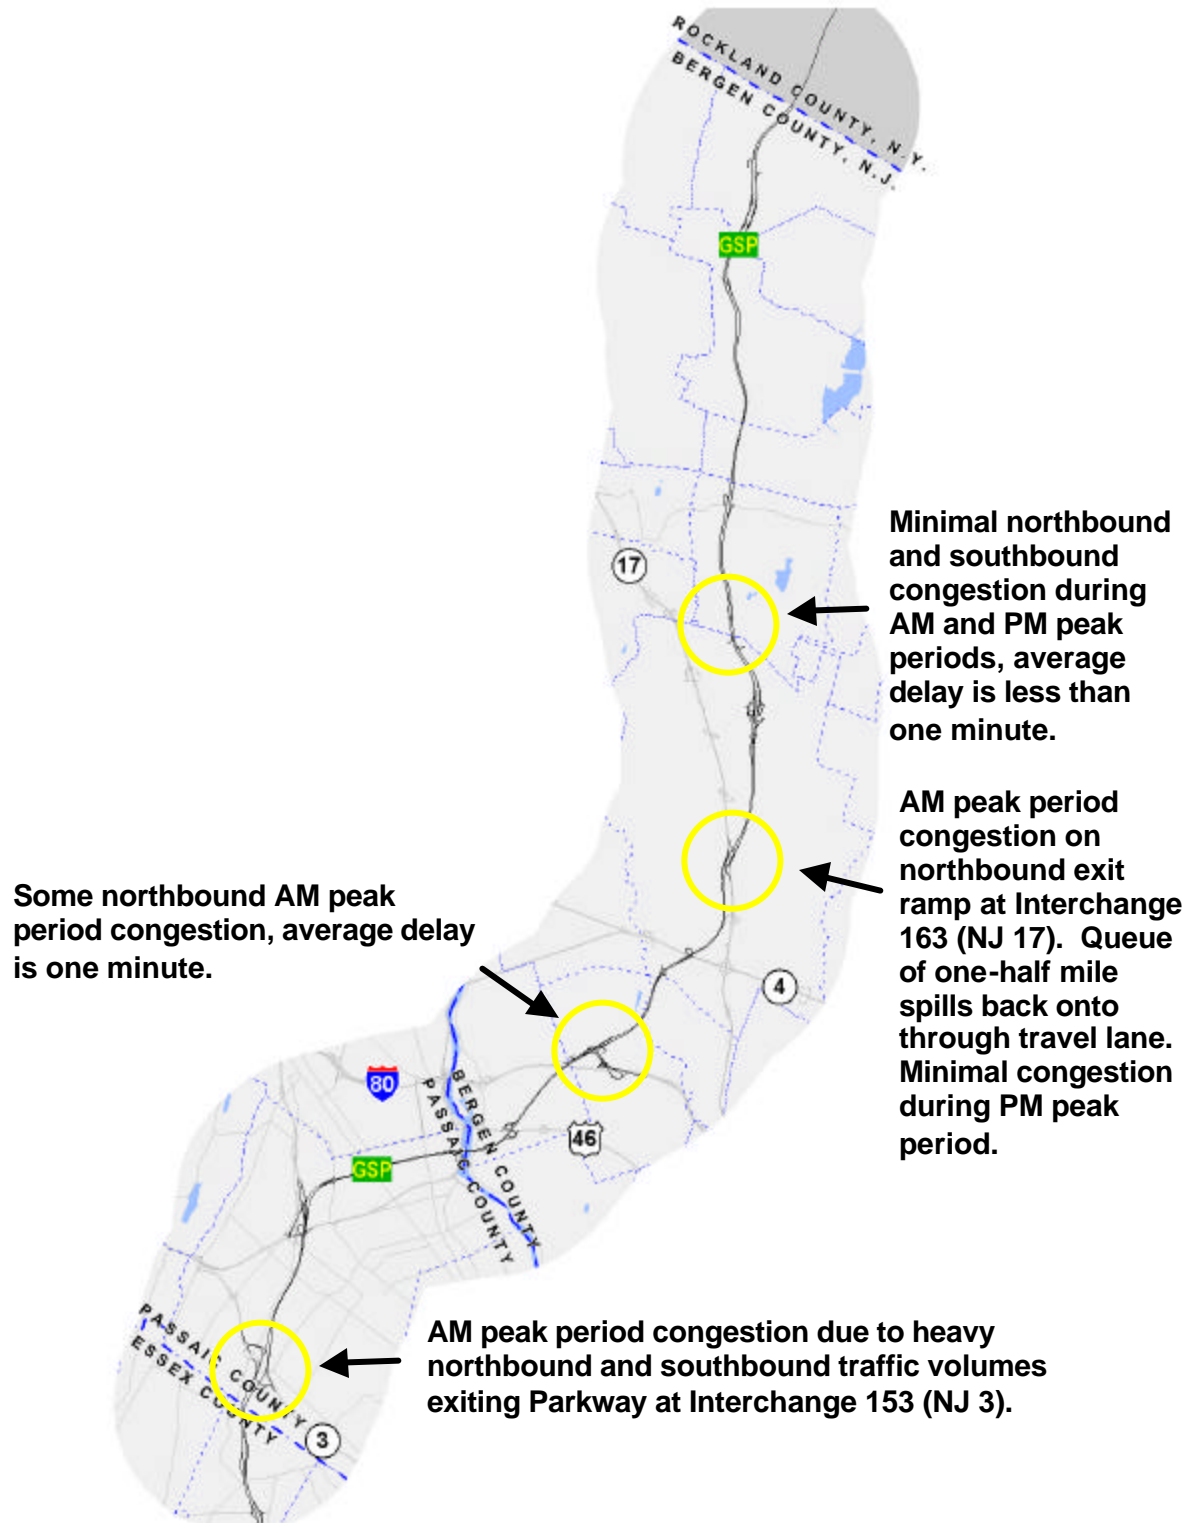 ROCKLAND COUNTY, N.Y.
BERGEN COUNTY, N.J.
GSP
17
Minimal northbound
and southbound
congestion during
AM and PM peak
periods, average
delay is less than
one minute.
AM peak period
congestion on
northbound exit
ramp at Interchange
163 (NJ 17). Queue
of one-half mile
spills back onto
through travel lane.
Minimal congestion
during PM peak
period.
Some northbound AM peak
period congestion, average delay
is one minute.
4
80
BERGEN COUNTY
PASSAIC COUNTY
46
GSP
PASSAIC COUNTY
ESSEX COUNTY
3
AM peak period congestion due to heavy
northbound and southbound traffic volumes
exiting Parkway at Interchange 153 (NJ 3).